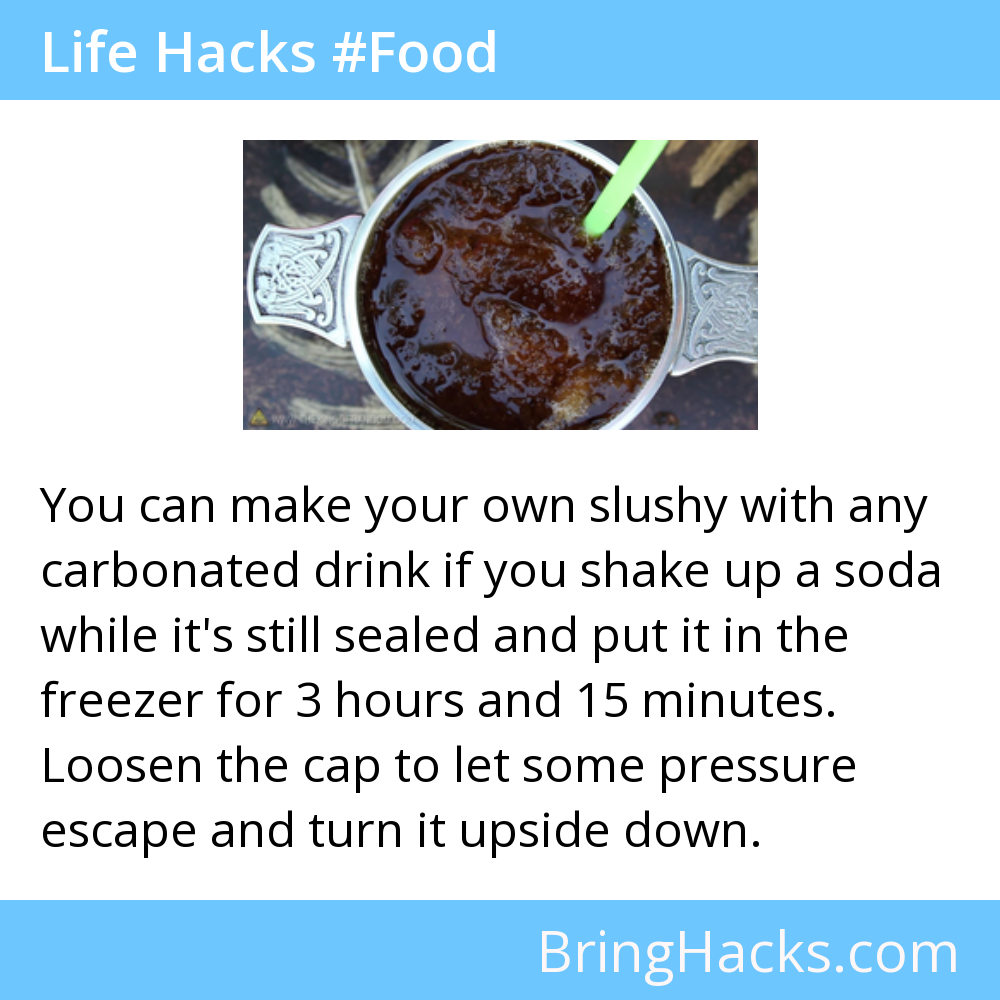 Life Hacks #Food
You can make your own slushy with any
carbonated drink if you shake up a soda
while it's still sealed and put it in the
freezer for 3 hours and 15 minutes.
Loosen the cap to let some pressure
escape and turn it upside down.
BringHacks.com